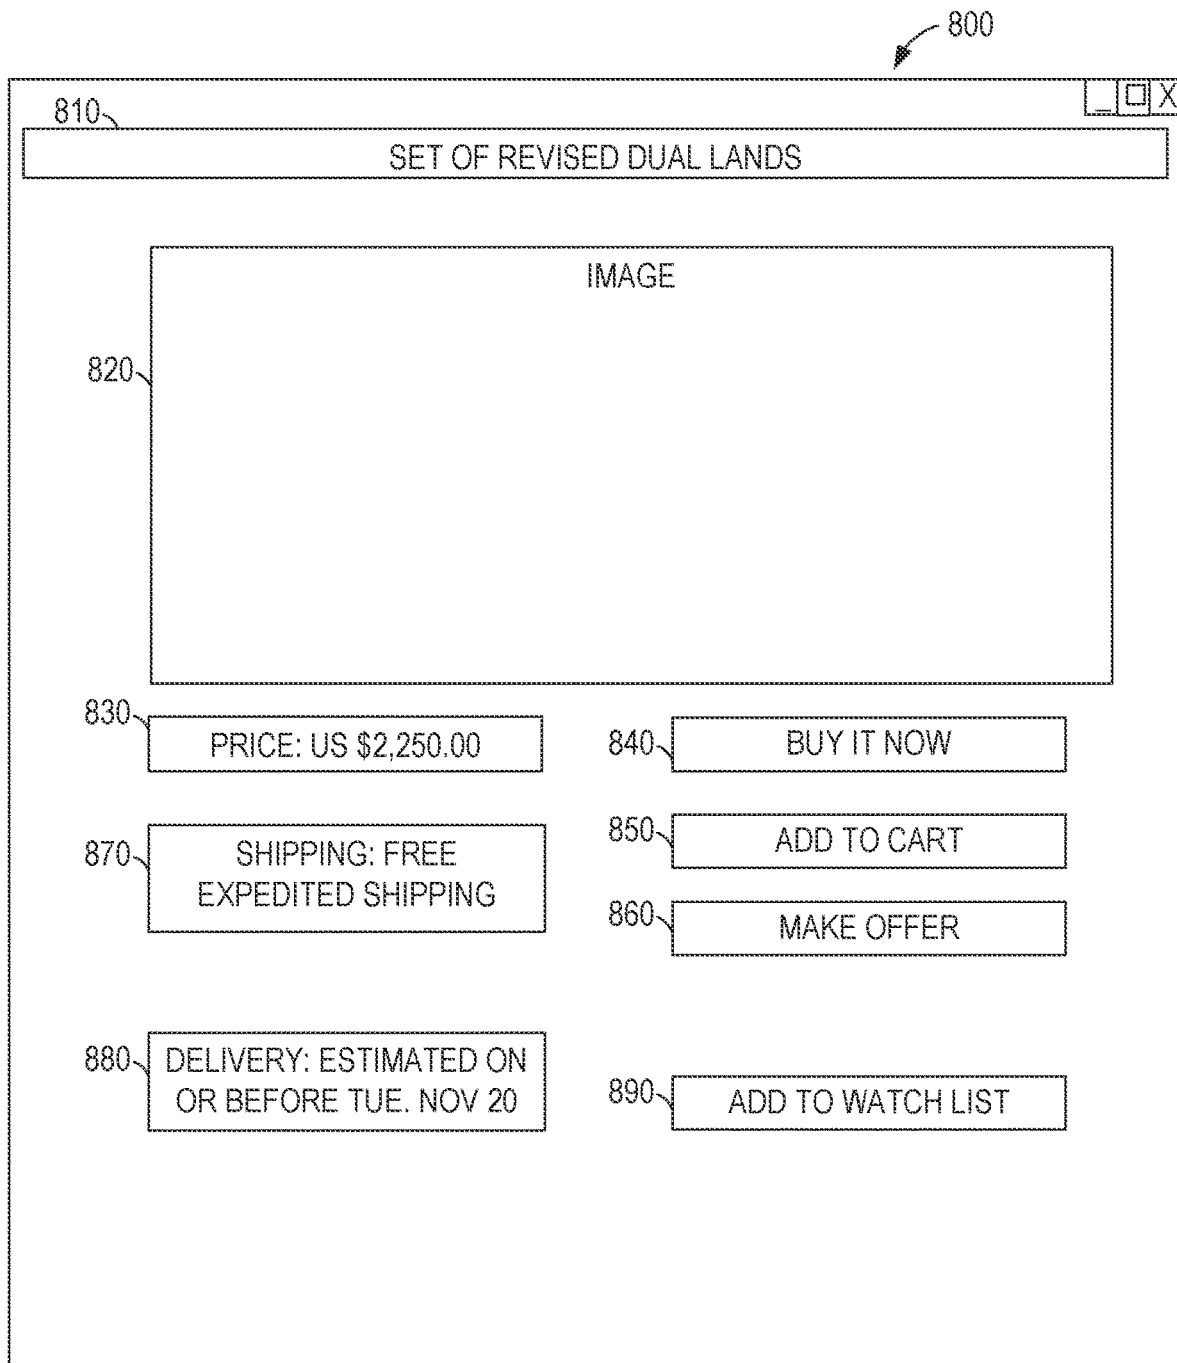 800
_ □ X
810
SET OF REVISED DUAL LANDS
IMAGE
820
830
PRICE: US $2,250.00
840
BUY IT NOW
870
SHIPPING: FREE
EXPEDITED SHIPPING
850
ADD TO CART
860
MAKE OFFER
880
DELIVERY: ESTIMATED ON
OR BEFORE TUE. NOV 20
890
ADD TO WATCH LIST